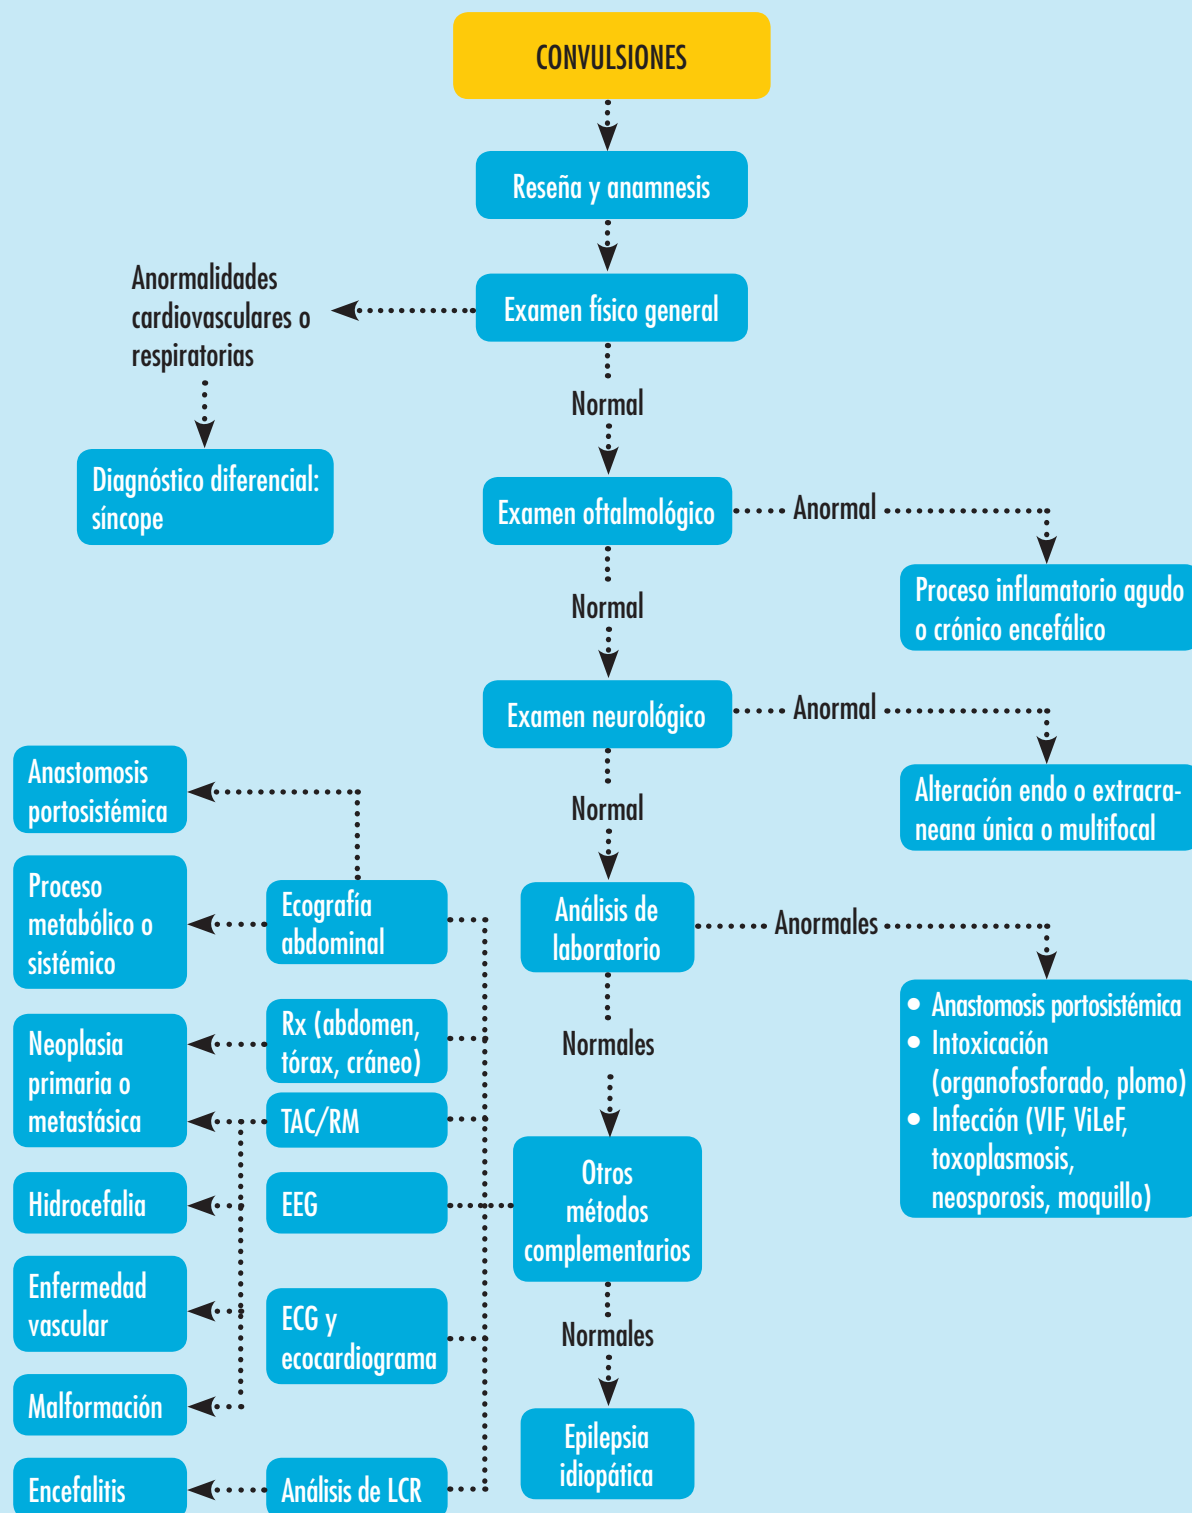 CONVULSIONES
Reseña y anamnesis
Anormalidades
cardiovasculares o
respiratorias
Examen físico general
Normal
Diagnóstico diferencial:
síncope
Examen oftalmológico
Anormal
Proceso inflamatorio agudo
o crónico encefálico
Normal
Examen neurológico
Anormal
Alteración endo o extracra-
neana única o multifocal
Normal
Análisis de
laboratorio
Anormales
• Anastomosis portosistémica
• Intoxicación
(organofosforado, plomo)
• Infección (VIF, ViLeF,
toxoplasmosis,
neosporosis, moquillo)
Normales
Otros
métodos
complementarios
Normales
Epilepsia
idiopática
Anastomosis
portosistémica
Proceso
metabólico o
sistémico
Ecografía
abdominal
Neoplasia
primaria o
metastásica
Rx (abdomen,
tórax, cráneo)
TAC/RM
Hidrocefalia
EEG
Enfermedad
vascular
ECG y
ecocardiograma
Malformación
Encefalitis
Análisis de LCR